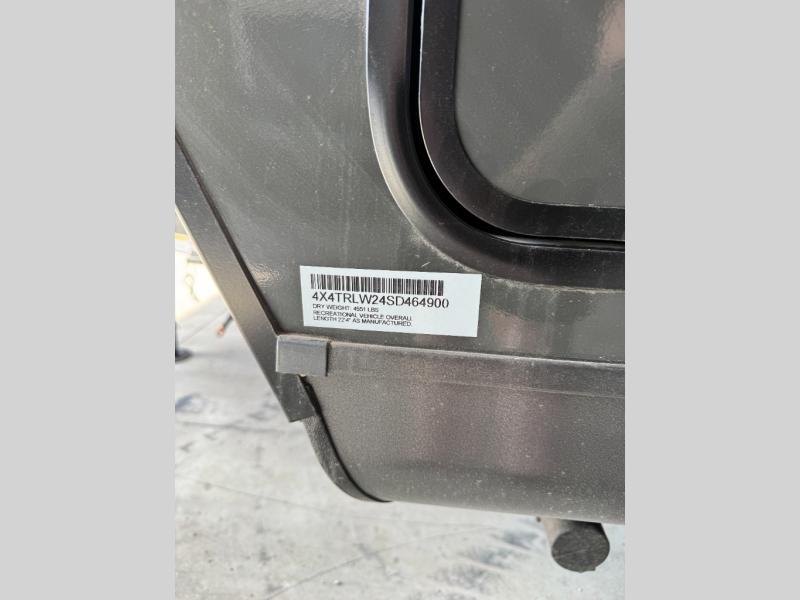 4X4TRLW24SD464900
DRY WEIGHT: 4551 LBS
RECREATIONAL VEHICLE OVERALL
LENGTH 22'4" AS MANUFACTURED.